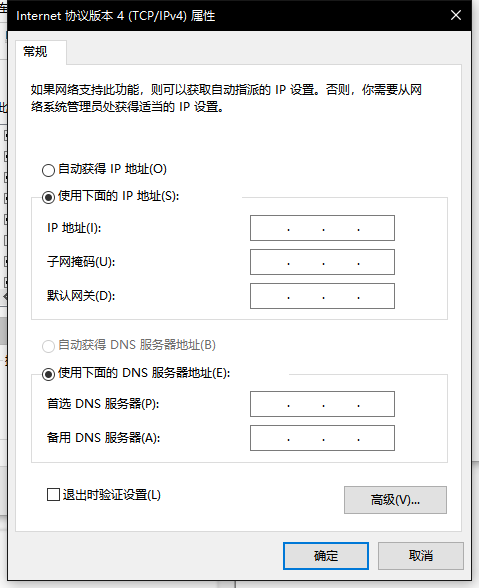 Internet 协议版本 4 (TCP/IPv4) 属性
常规
如果网络支持此功能，则可以获取自动指派的 IP 设置。否则，你需要从网
络系统管理员处获得适当的 IP 设置。
自动获得 IP 地址(O)
使用下面的 IP 地址(S):
IP 地址(I):
子网掩码(U):
默认网关(D):
自动获得 DNS 服务器地址(B)
使用下面的 DNS 服务器地址(E):
首选 DNS 服务器(P):
备用 DNS 服务器(A):
退出时验证设置(L)
高级(V)...
确定
取消